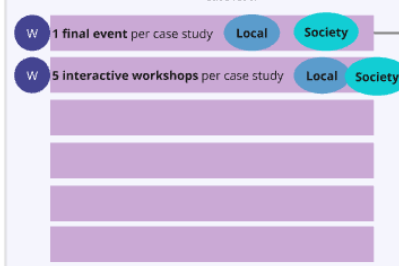 W 1 final event per case study Local Society
W 5 interactive workshops per case study Local Society